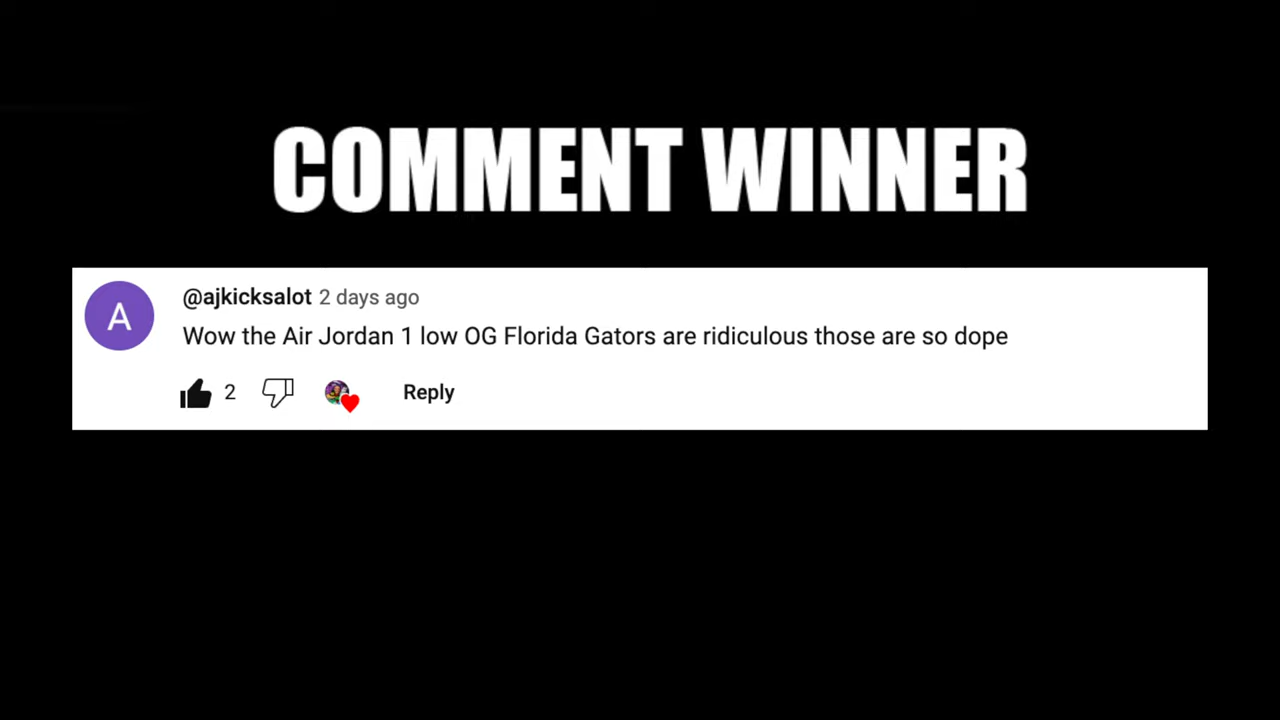 COMMENT WINNER
A
@ajkicksalot 2 days ago
Wow the Air Jordan 1 low OG Florida Gators are ridiculous those are so dope
2 Reply